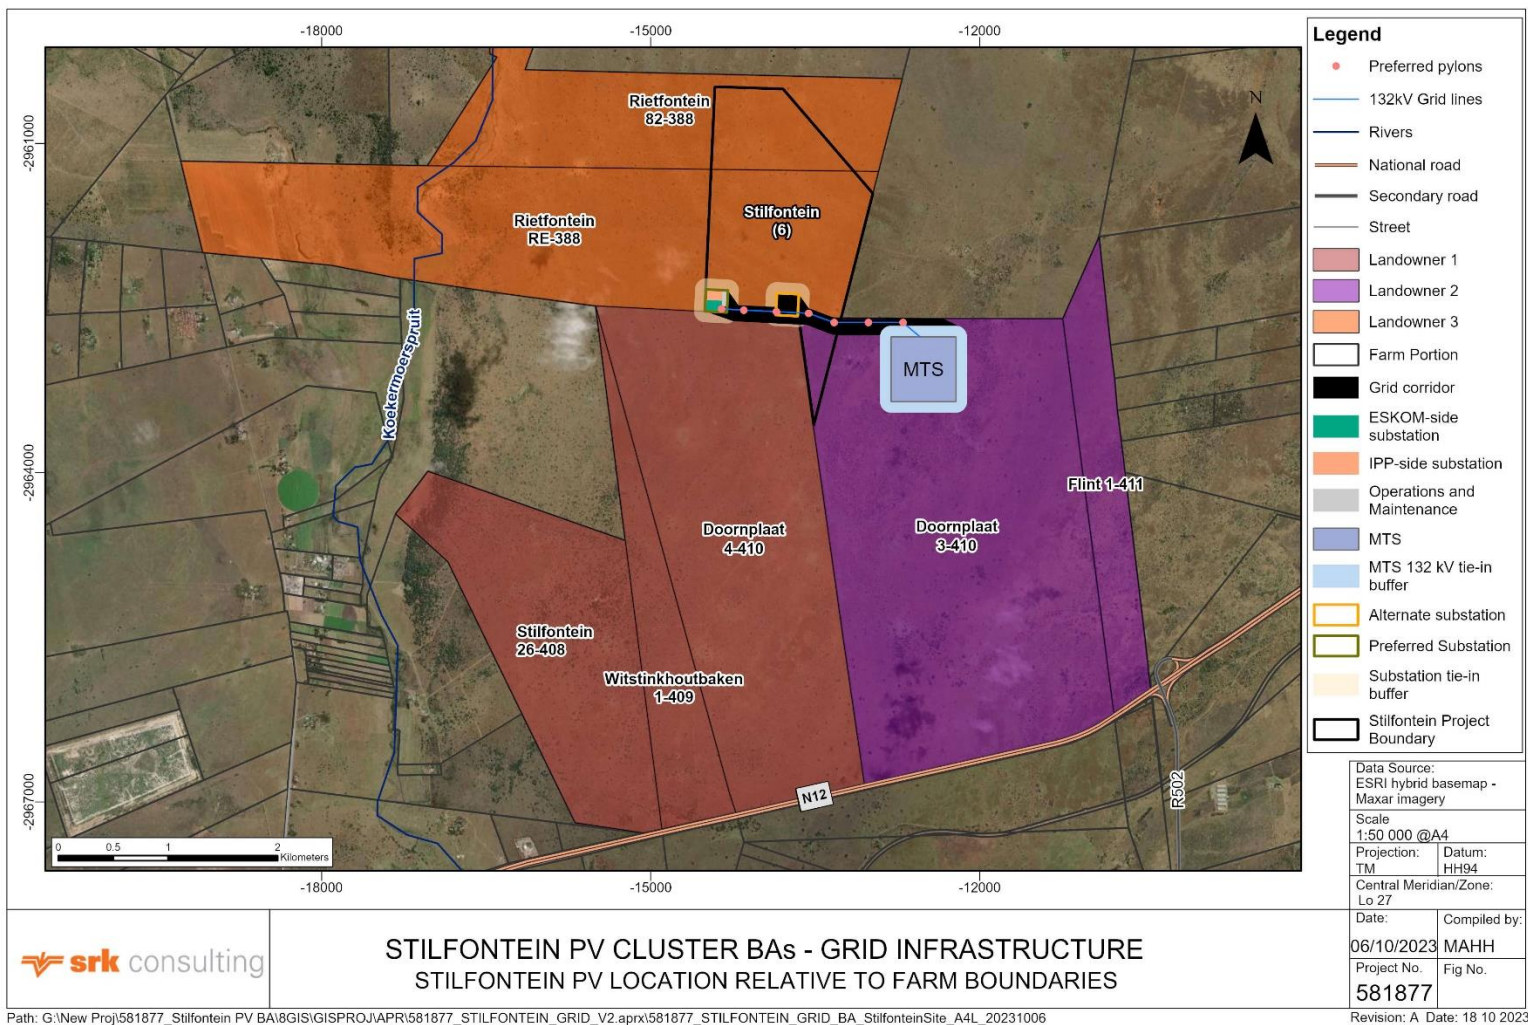 -18000
-15000
-12000
-2961000
-2964000
-2967000
Rietfontein
82-388
Rietfontein
RE-388
Stilfontein
(6)
Koekermoerspruit
MTS
Flint 1-411
Doornplaat
4-410
Doornplaat
3-410
Stilfontein
26-408
Witstinkhoutbaken
1-409
N12
R502
N
0 0.5 1 2
Kilometers
-18000
-15000
-12000
Legend
Preferred pylons
132kV Grid lines
Rivers
National road
Secondary road
Street
Landowner 1
Landowner 2
Landowner 3
Farm Portion
Grid corridor
ESKOM-side
substation
IPP-side substation
Operations and
Maintenance
MTS
MTS 132 kV tie-in
buffer
Alternate substation
Preferred Substation
Substation tie-in
buffer
Stilfontein Project
Boundary
Data Source:
ESRI hybrid basemap -
Maxar imagery
Scale
1:50 000 @A4
Projection: Datum:
TM HH94
Central Meridian/Zone:
Lo 27
Date: Compiled by:
06/10/2023 MAHH
Project No. Fig No.
581877
srk consulting
STILFONTEIN PV CLUSTER BAs - GRID INFRASTRUCTURE
STILFONTEIN PV LOCATION RELATIVE TO FARM BOUNDARIES
Path: G:\New Proj\581877_Stilfontein PV BA\8GIS\GISPROJ\APR\581877_STILFONTEIN_GRID_V2.aprx\581877_STILFONTEIN_GRID_BA_StilfonteinSite_A4L_20231006
Revision: A Date: 18 10 2023